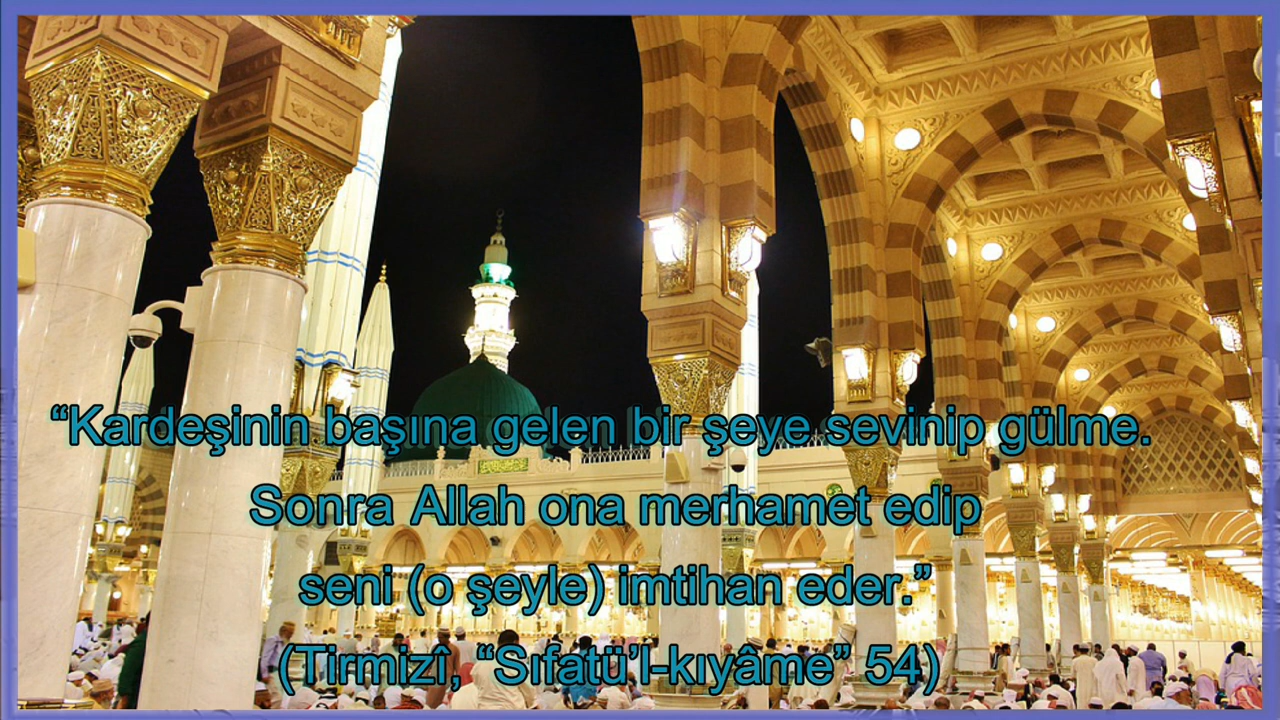 “Kardeşinin başına gelen bir şeye sevinip gülme.
Sonra Allah ona merhamet edip
seni (o şeyle) imtihan eder.”
(Tirmizî, “Sıfatü’l-kıyâme” 54)